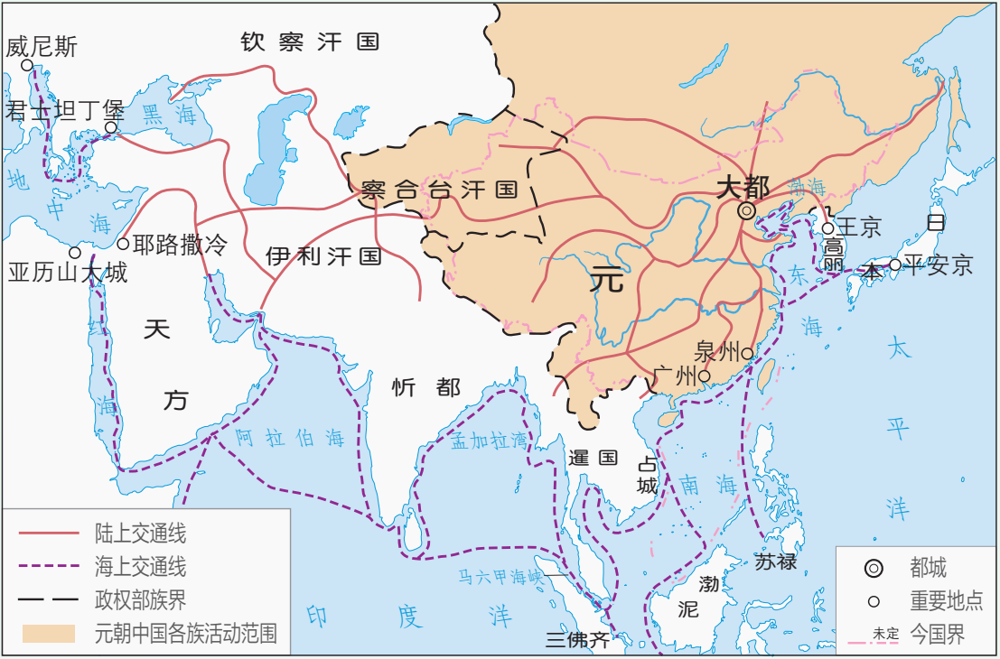 钦察汗国
威尼斯
君士坦丁堡
黑海
地中海
察合台汗国
大都
渤海
王京
高丽
日本
平安京
耶路撒冷
亚历山大城
伊利汗国
元
东海
红海
天方
忻都
泉州
广州
太平洋
阿拉伯海
孟加拉湾
暹国
占城
南海
苏禄
渤泥
马六甲海峡
三佛齐
印度洋
陆上交通线
海上交通线
政权部族界
元朝中国各族活动范围
都城
重要地点
未定 今国界